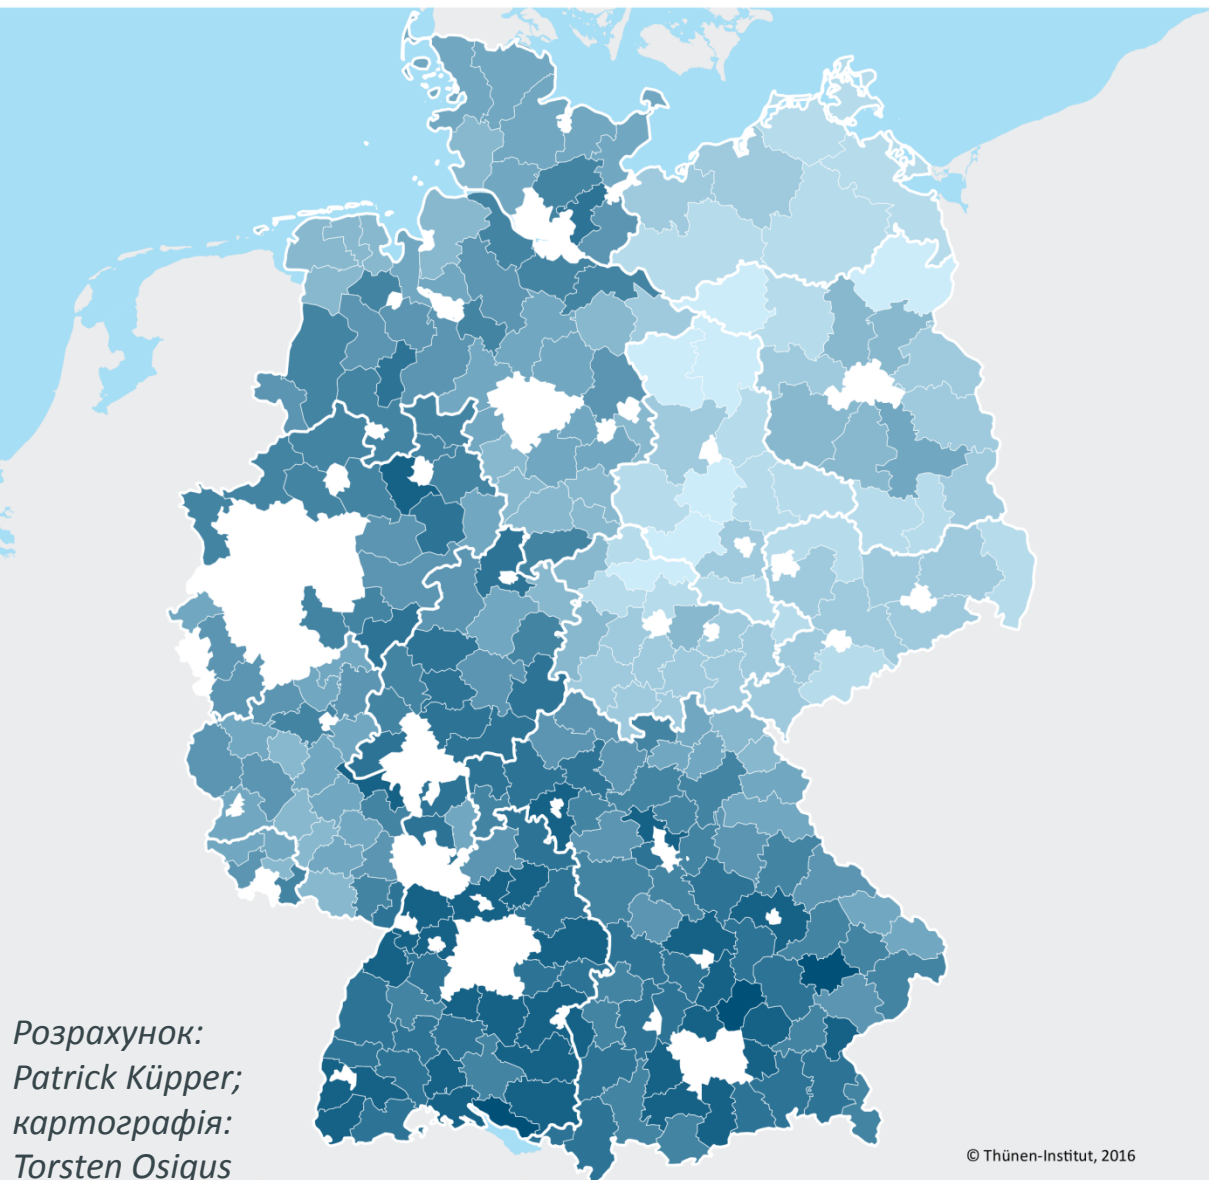 Розрахунок:
Patrick Küpper;
картографія:
Torsten Osigus
© Thünen-Institut, 2016